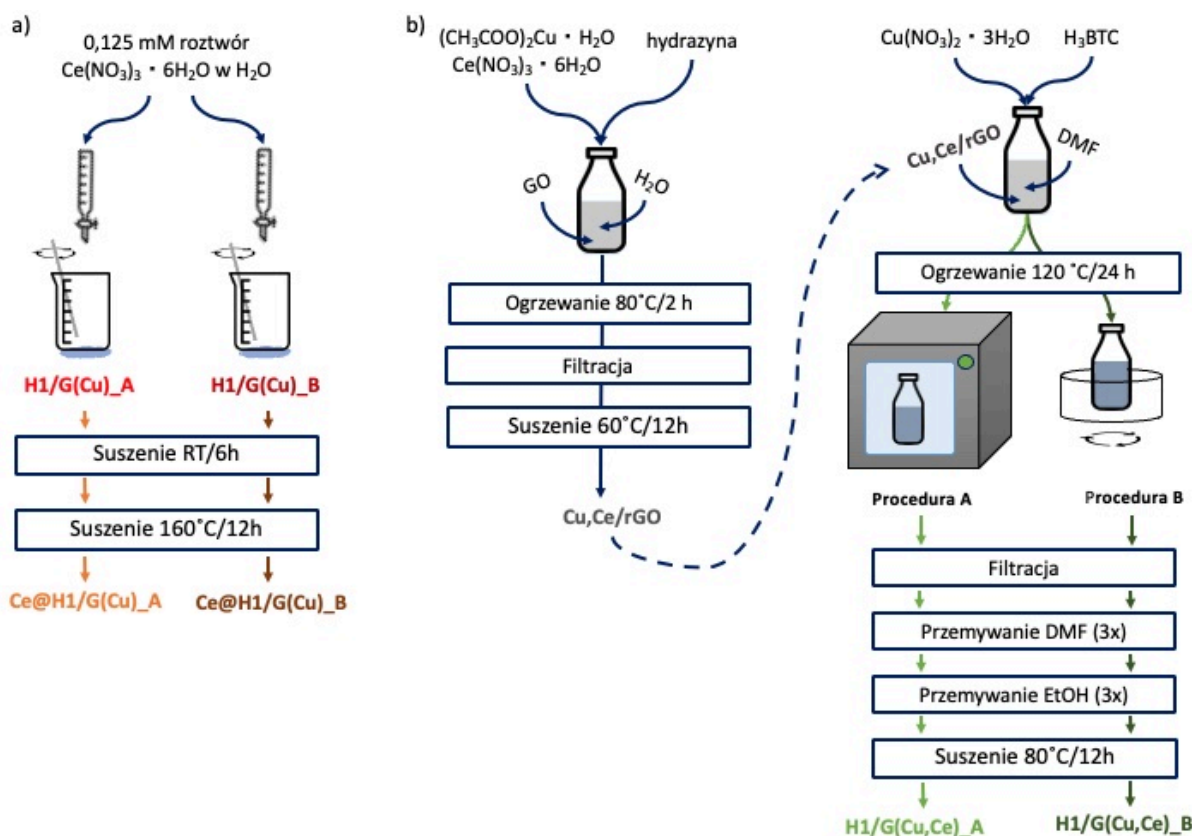 a)
0,125 mM roztwór
Ce(NO₃)₃ • 6H₂O w H₂O
H1/G(Cu)_A
H1/G(Cu)_B
Suszenie RT/6h
Suszenie 160˚C/12h
Ce@H1/G(Cu)_A
Ce@H1/G(Cu)_B
b)
(CH₃COO)₂Cu • H₂O
Ce(NO₃)₃ • 6H₂O
hydrazyna
GO
H₂O
Ogrzewanie 80˚C/2 h
Filtracja
Suszenie 60˚C/12h
Cu,Ce/rGO
Cu(NO₃)₂ • 3H₂O
H₃BTC
Cu,Ce/rGO
DMF
Ogrzewanie 120 ˚C/24 h
Procedura A
Procedura B
Filtracja
Przemywanie DMF (3x)
Przemywanie EtOH (3x)
Suszenie 80˚C/12h
H1/G(Cu,Ce)_A
H1/G(Cu,Ce)_B